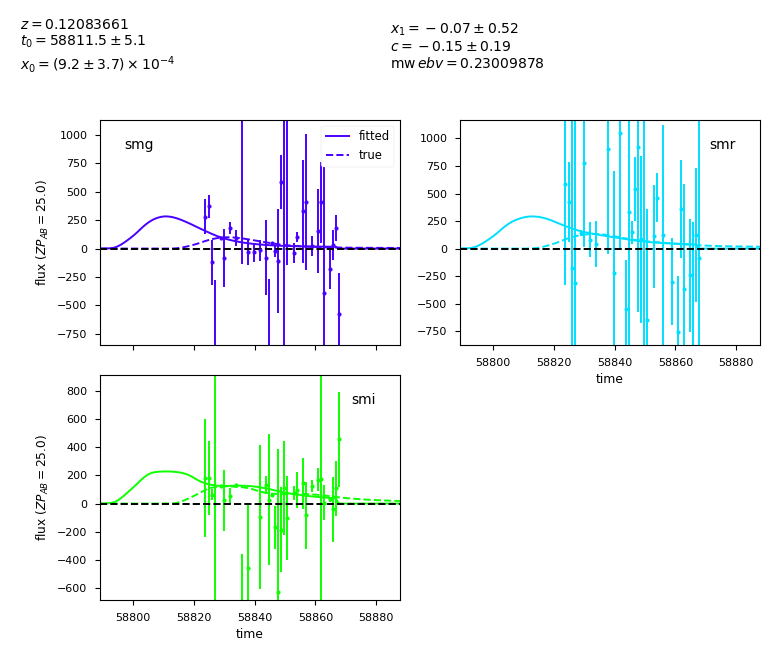 z = 0.12083661
t₀ = 58811.5 ± 5.1
x₀ = (9.2 ± 3.7) × 10⁻⁴
x₁ = −0.07 ± 0.52
c = −0.15 ± 0.19
mw ebv = 0.23009878
smg
fitted
true
1000
750
500
250
0
−250
−500
−750
flux (ZP_AB = 25.0)
smr
1000
750
500
250
0
−250
−500
−750
58800 58820 58840 58860 58880
time
smi
800
600
400
200
0
−200
−400
−600
flux (ZP_AB = 25.0)
58800 58820 58840 58860 58880
time